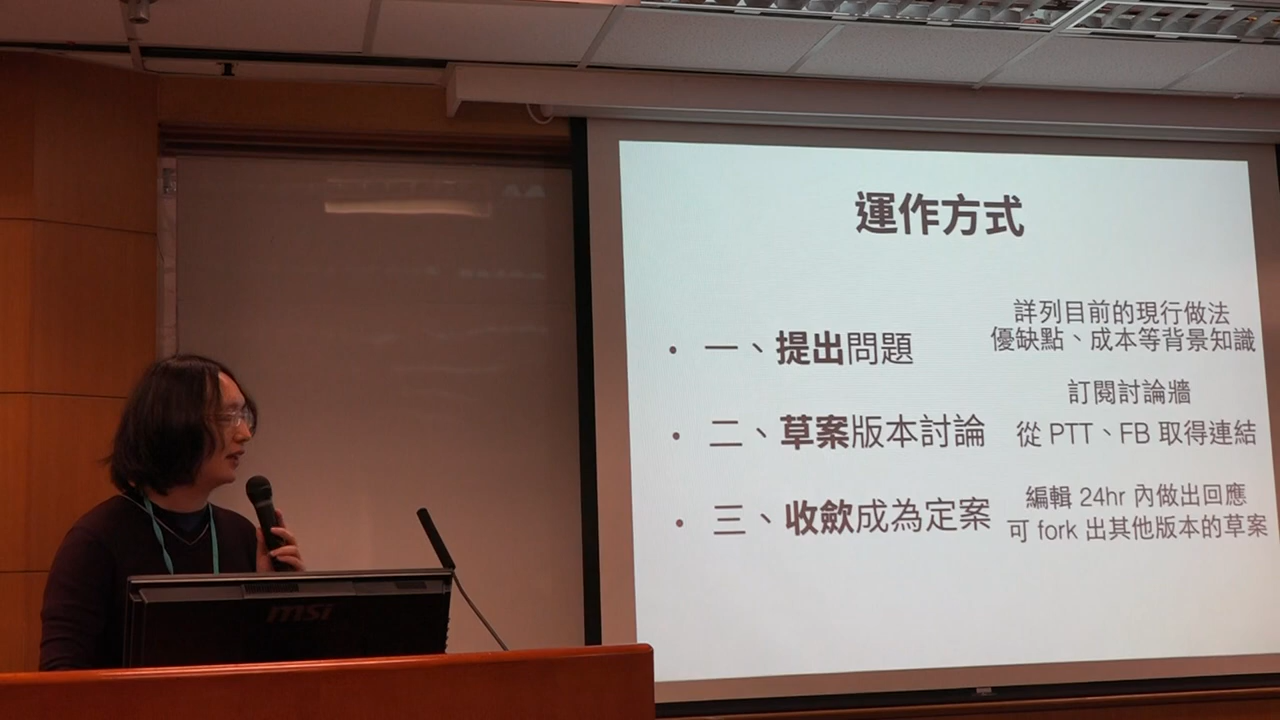 運作方式
• 一、提出問題
詳列目前的現行做法
優缺點、成本等背景知識
• 二、草案版本討論
訂閱討論牆
從 PTT、FB 取得連結
• 三、收斂成為定案
編輯 24hr 內做出回應
可 fork 出其他版本的草案
msi